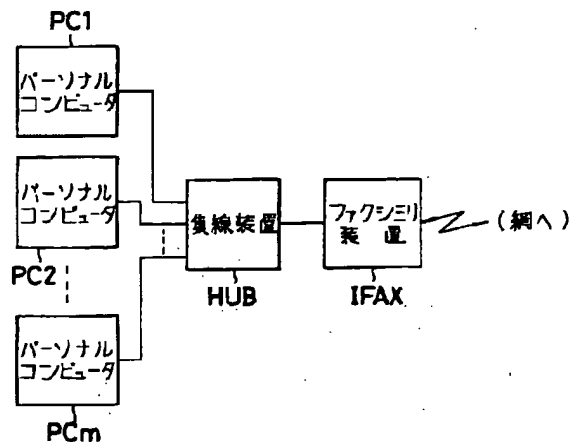 PC1
パーソナル
コンピュータ
パーソナル
コンピュータ
PC2
パーソナル
コンピュータ
PCm
集線装置
HUB
ファクシミリ
装置
IFAX
(網へ)